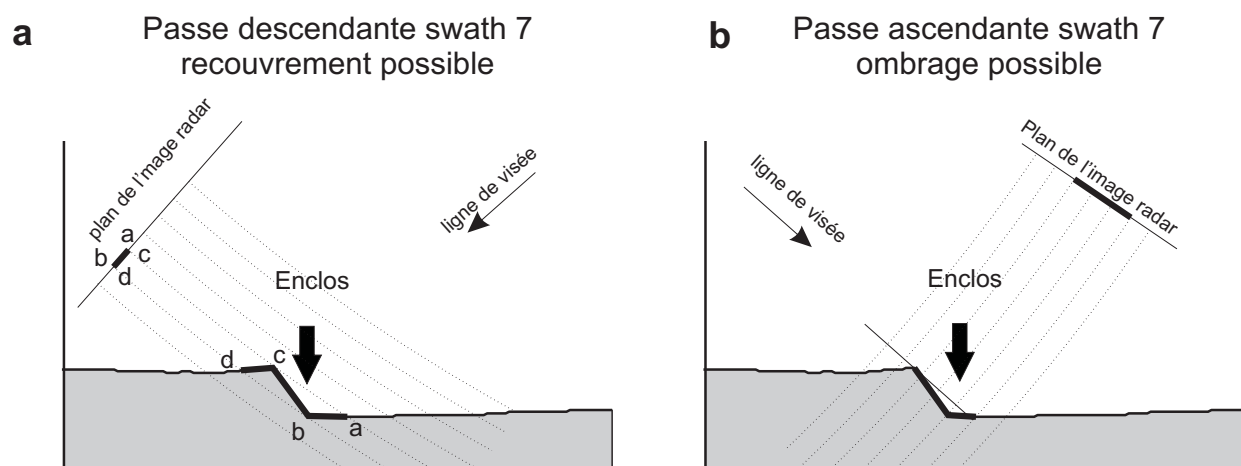 a
Passe descendante swath 7
recouvrement possible
plan de l'mage radar
ligne de visée
a
b
c
d
Enclos
d
c
b
a
b
Passe ascendante swath 7
ombrage possible
ligne de visée
Plan de l'image radar
Enclos